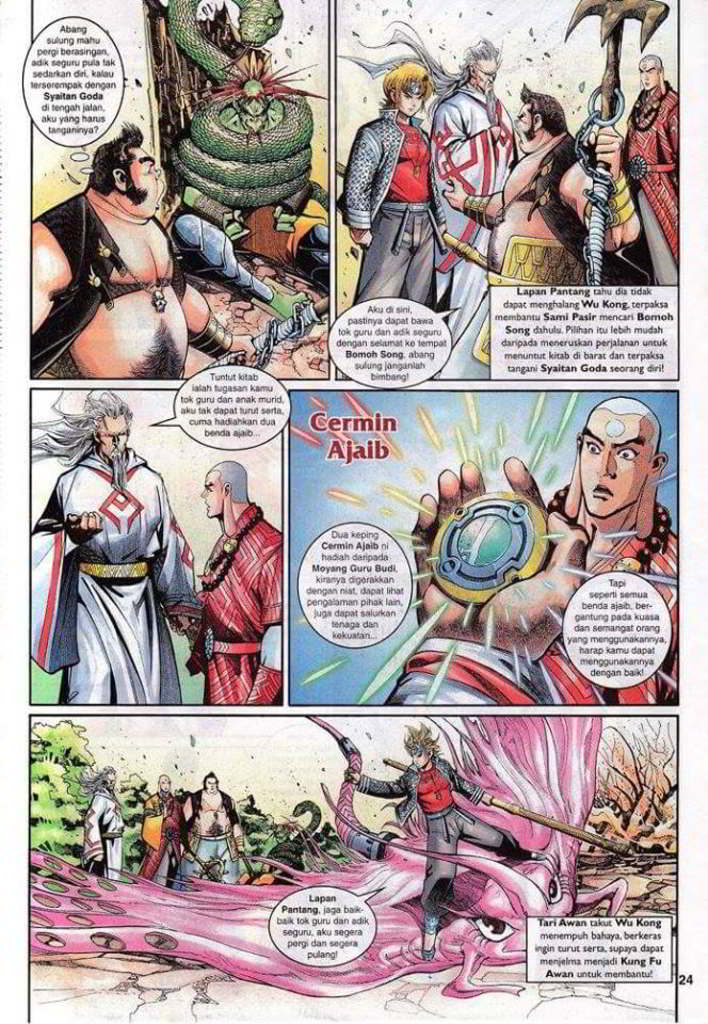 Abang
sulung mahu
pergi berasingan,
adik seguru pula tak
sedarkan diri, kalau
terserempak dengan
Syaitan Goda
di tengah jalan,
aku yang harus
tanganinya?
Aku di sini,
pastinya dapat bawa
tok guru dan adik seguru
dengan selamat ke tempat
Bomoh Song, abang
sulung janganlah
bimbang!
Lapan Pantang tahu dia tidak
dapat menghalang Wu Kong, terpaksa
membantu Sami Pasir mencari Bomoh
Song dahulu. Pilihan itu lebih mudah
daripada meneruskan perjalanan untuk
menuntut kitab di barat dan terpaksa
tangani Syaitan Goda seorang diri!
Tuntut kitab
ialah tugasan kamu
tok guru dan anak murid,
aku tak dapat turut serta,
cuma hadiahkan dua
benda ajaib...
Cermin
Ajaib
Dua keping
Cermin Ajaib ni
hadiah daripada
Moyang Guru Budi,
kiranya digerakkan
dengan niat, dapat lihat
pengalaman pihak lain,
juga dapat salurkan
tenaga dan
kekuatan...
Tapi
seperti semua
benda ajaib, ber-
gantung pada kuasa
dan semangat orang
yang menggunakannya,
harap kamu dapat
menggunakannya
dengan baik!
Lapan
Pantang, jaga baik-
baik tok guru dan adik
seguru, aku segera
pergi dan segera
pulang!
Tari Awan takut Wu Kong
menempuh bahaya, berkeras
ingin turut serta, supaya dapat
menjelma menjadi Kung Fu
Awan untuk membantu!
24